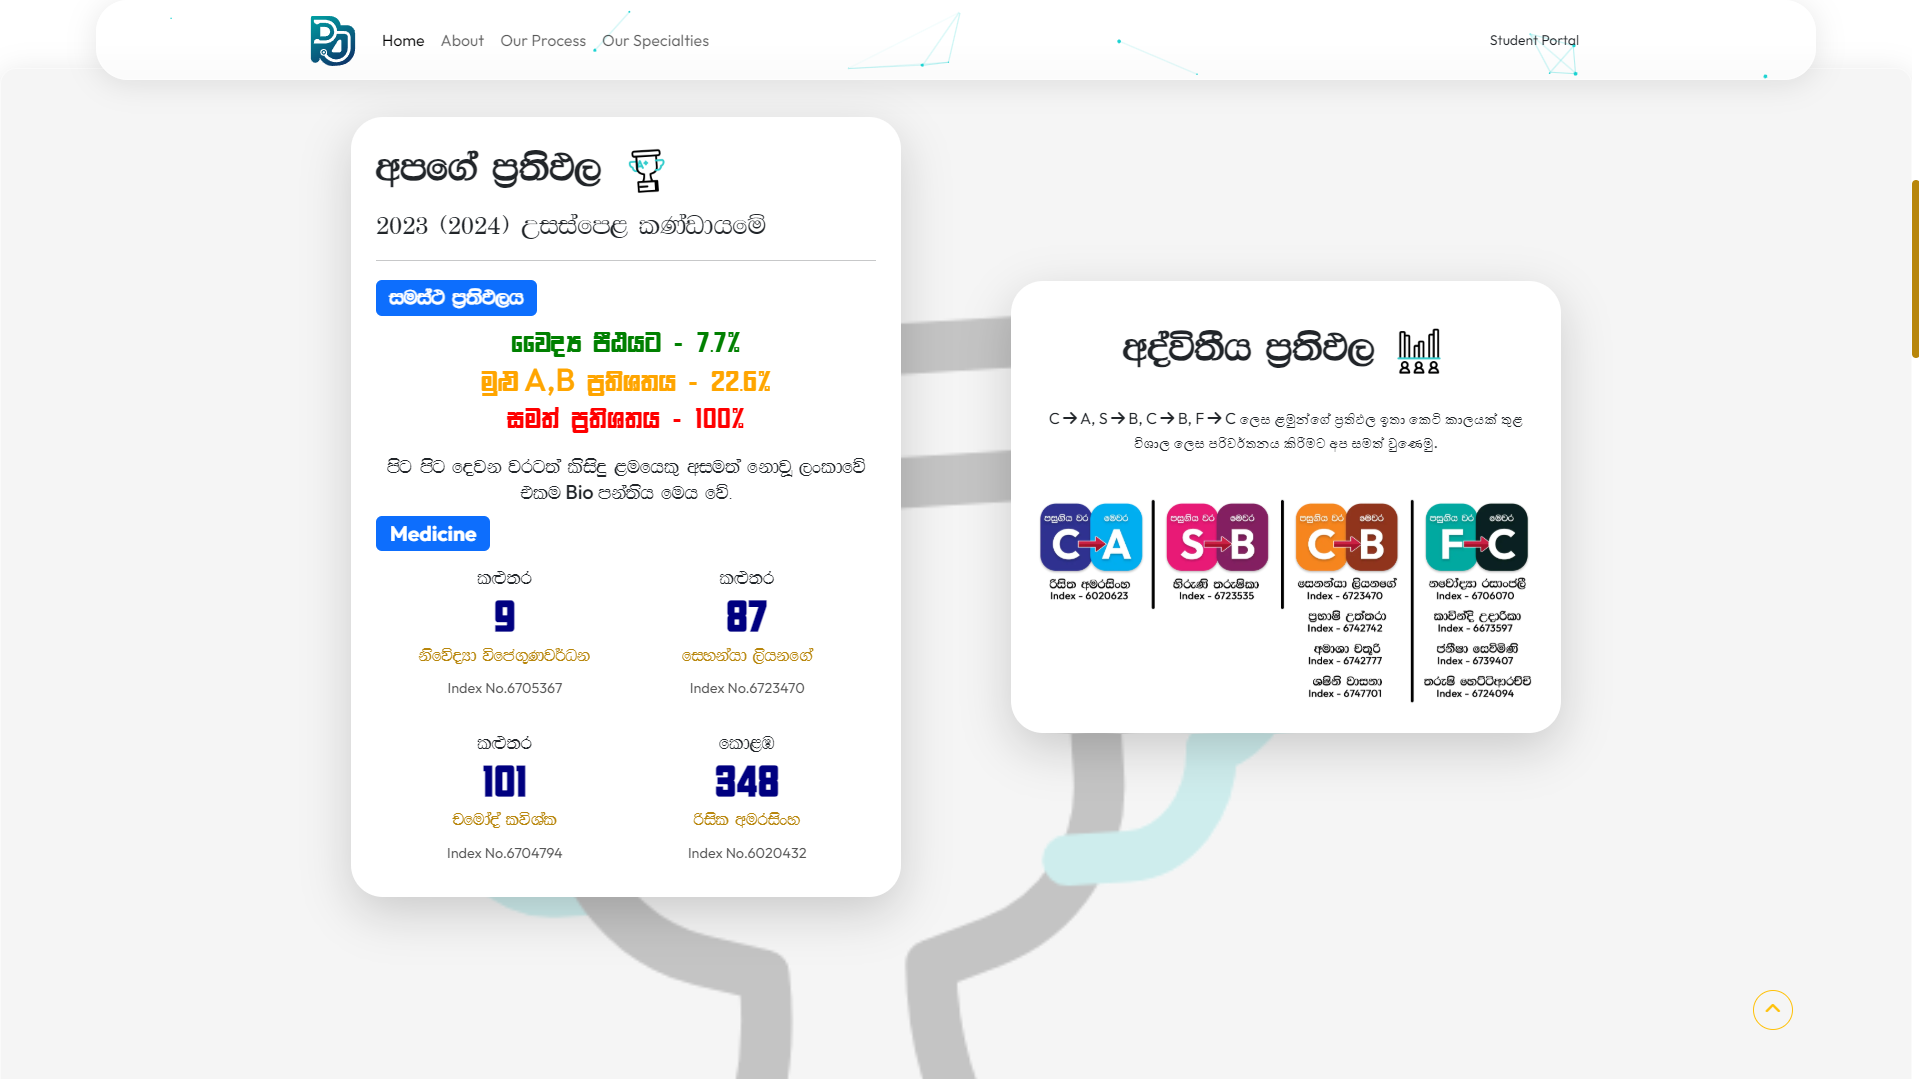 Home
About
Our Process
Our Specialties
Student Portal
අපගේ ප්‍රතිඵල
2023 (2024) උසස්පෙළ කණ්ඩායමේ
සමස්ථ ප්‍රතිඵලය
වෛද්‍ය පීඨයට - 7.7%
මුළු A,B ප්‍රතිශතය - 22.6%
සමත් ප්‍රතිශතය - 100%
පිට පිට දෙවන වරටත් කිසිදු ළමයෙකු අසමත් නොවූ ලංකාවේ
එකම Bio පන්තිය මෙය වේ.
Medicine
කළුතර
9
නිවේද්‍යා විජේගුණවර්ධන
Index No.6705367
කළුතර
87
සෙහන්යා ලියනගේ
Index No.6723470
කළුතර
101
චමෝද් කවිශ්ක
Index No.6704794
කොළඹ
348
රිසික අමරසිංහ
Index No.6020432
අද්විතීය ප්‍රතිඵල
C → A, S → B, C → B, F → C ලෙස ළමුන්ගේ ප්‍රතිඵල ඉතා කෙටි කාලයක් තුළ
විශාල ලෙස පරිවර්තනය කිරීමට අප සමත් වුණෙමු.
පසුගිය වර මෙවර
C → A
රිසිත අමරසිංහ
Index - 6020623
පසුගිය වර මෙවර
S → B
හිරුණි තරුෂිකා
Index - 6723535
පසුගිය වර මෙවර
C → B
සෙනන්යා ලියනගේ
Index - 6723470
ප්‍රභාෂි උත්තරා
Index - 6742742
අමාශා චතූරි
Index - 6742777
ශෂිනි වාසනා
Index - 6747701
පසුගිය වර මෙවර
F → C
නවෝද්‍යා රසාංජලී
Index - 6706070
කාවින්දි උදාරිකා
Index - 6673597
ජනීෂා සෙව්මිණි
Index - 6739407
තරුෂි හෙට්ටිආරච්චි
Index - 6724094